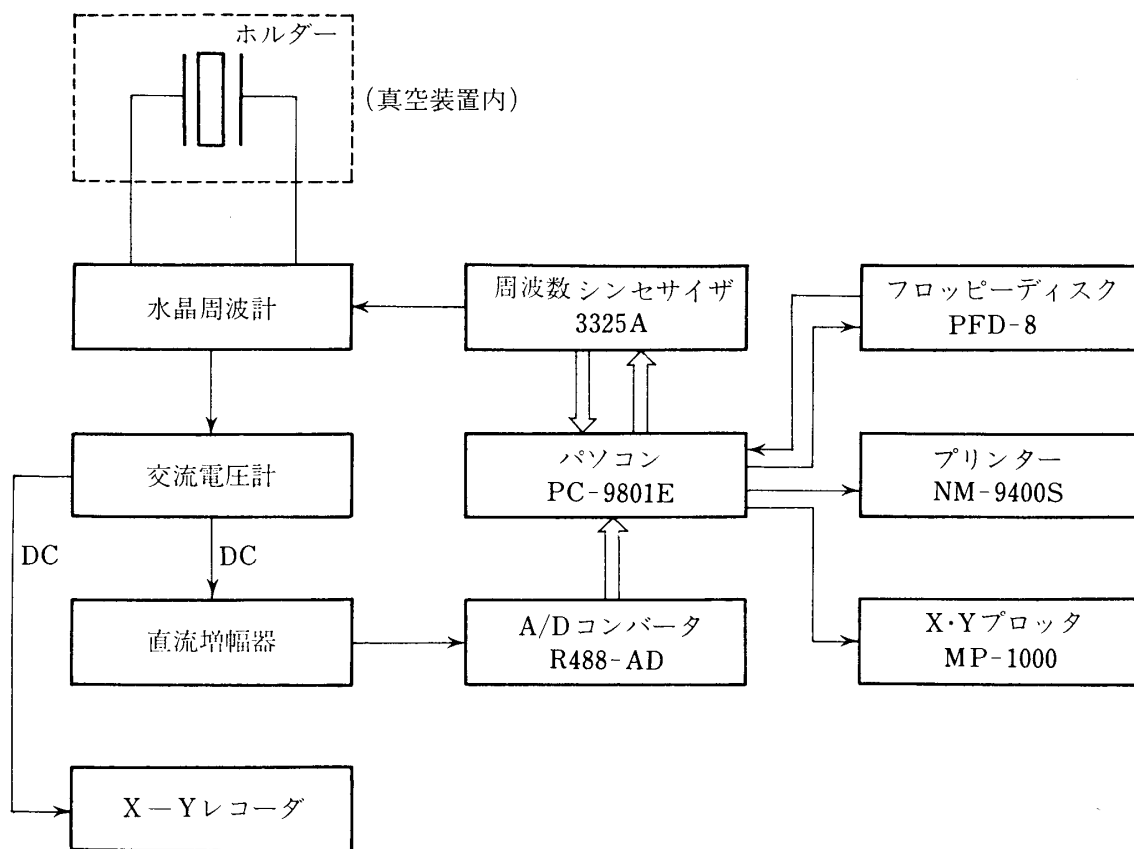 ホルダー
(真空装置内)
水晶周波計
周波数シンセサイザ
3325A
フロッピーディスク
PFD-8
交流電圧計
パソコン
PC-9801E
プリンター
NM-9400S
DC
DC
直流増幅器
A/Dコンバータ
R488-AD
X・Yプロッタ
MP-1000
X－Yレコーダ